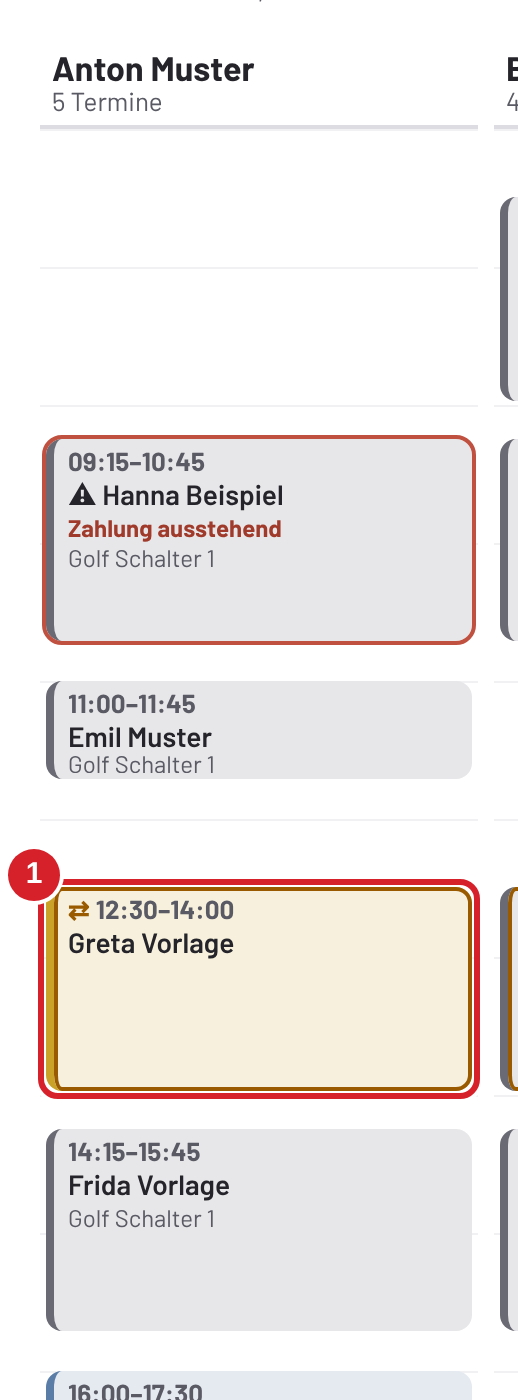 Anton Muster
5 Termine
09:15–10:45
⚠ Hanna Beispiel
Zahlung ausstehend
Golf Schalter 1
11:00–11:45
Emil Muster
Golf Schalter 1
1
⇄ 12:30–14:00
Greta Vorlage
14:15–15:45
Frida Vorlage
Golf Schalter 1
16:00–17:30